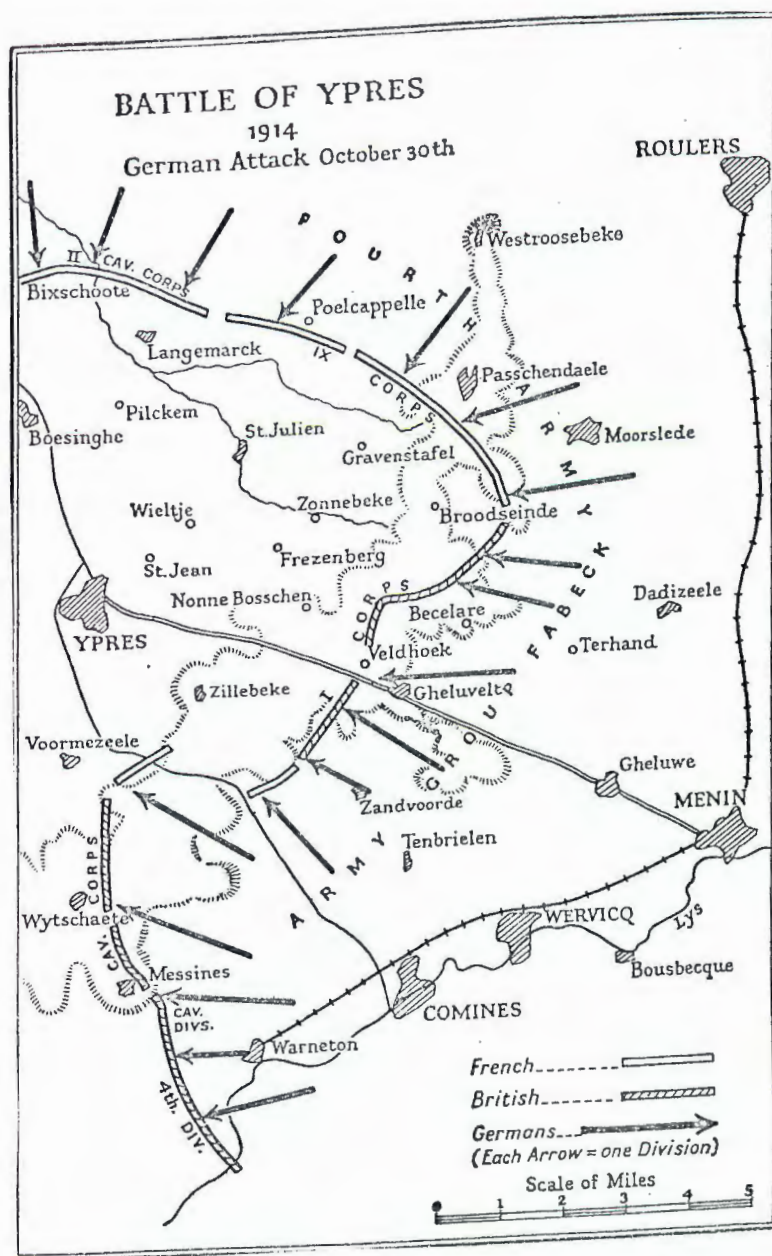 BATTLE OF YPRES
1914
German Attack October 30th
ROULERS
FOURTH ARMY
Westroosebeke
II CAV. CORPS
Bixschoote
Poelcappelle
Langemarck
IX CORPS
Passchendaele
Pilckem
Boesinghe
St. Julien
Moorslede
Gravenstafel
Wieltje
Zonnebeke
Broodseinde
St. Jean
Frezenberg
Nonne Bosschen
I CORPS
Becelare
Dadizeele
YPRES
Veldhoek
Terhand
ARMY GROUP FABECK
Zillebeke
Gheluvelt
Voormezeele
Gheluwe
Zandvoorde
MENIN
Tenbrielen
CAV. CORPS
Wytschaete
WERVICQ
Lys
Messines
Bousbecque
CAV.
DIVS.
COMINES
Warneton
4th. DIV.
French
British
Germans
(Each Arrow = one Division)
Scale of Miles
0 1 2 3 4 5